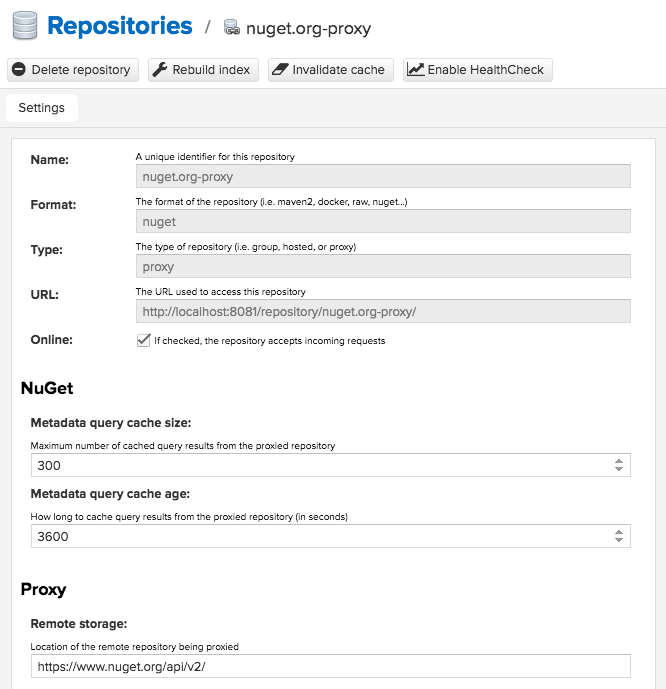 Repositories / nuget.org-proxy
Delete repository Rebuild index Invalidate cache Enable HealthCheck
Settings
Name: A unique identifier for this repository
nuget.org-proxy
Format: The format of the repository (i.e. maven2, docker, raw, nuget...)
nuget
Type: The type of repository (i.e. group, hosted, or proxy)
proxy
URL: The URL used to access this repository
http://localhost:8081/repository/nuget.org-proxy/
Online: If checked, the repository accepts incoming requests
NuGet
Metadata query cache size:
Maximum number of cached query results from the proxied repository
300
Metadata query cache age:
How long to cache query results from the proxied repository (in seconds)
3600
Proxy
Remote storage:
Location of the remote repository being proxied
https://www.nuget.org/api/v2/